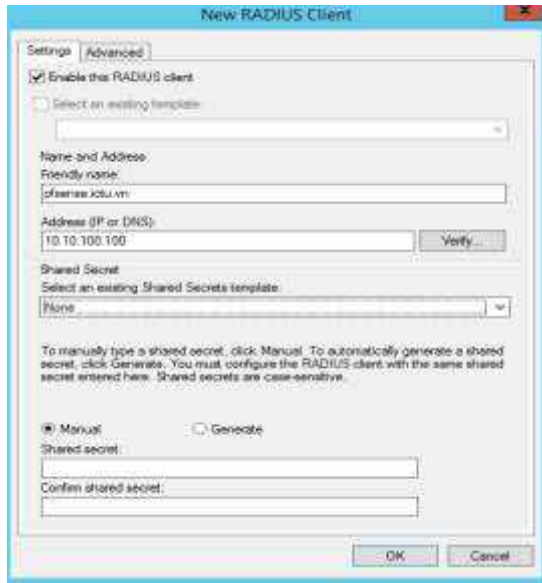 New RADIUS Client
Settings Advanced
Enable this RADIUS client
Select an existing template:
Name and Address
Friendly name:
pfsense.ictu.vn
Address (IP or DNS):
10.10.100.100
Verify...
Shared Secret
Select an existing Shared Secrets template:
None
To manually type a shared secret, click Manual. To automatically generate a shared
secret, click Generate. You must configure the RADIUS client with the same shared
secret entered here. Shared secrets are case-sensitive.
Manual Generate
Shared secret:
Confirm shared secret:
OK Cancel